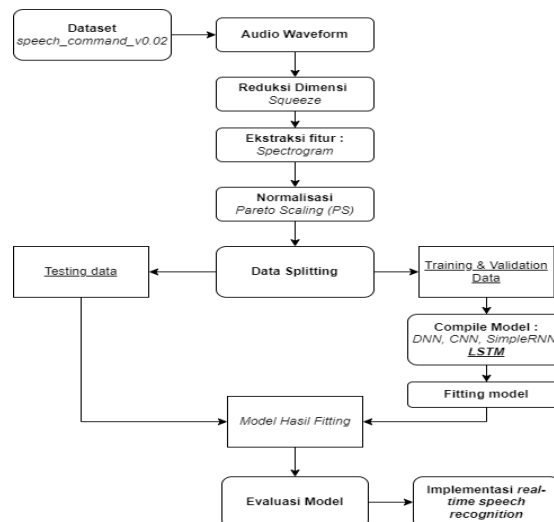 Dataset
speech_command_v0.02
Audio Waveform
Reduksi Dimensi
Squeeze
Ekstraksi fitur :
Spectrogram
Normalisasi
Pareto Scaling (PS)
Testing data
Data Splitting
Training & Validation
Data
Compile Model :
DNN, CNN, SimpleRNN
LSTM
Fitting model
Model Hasil Fitting
Evaluasi Model
Implementasi real-
time speech
recognition